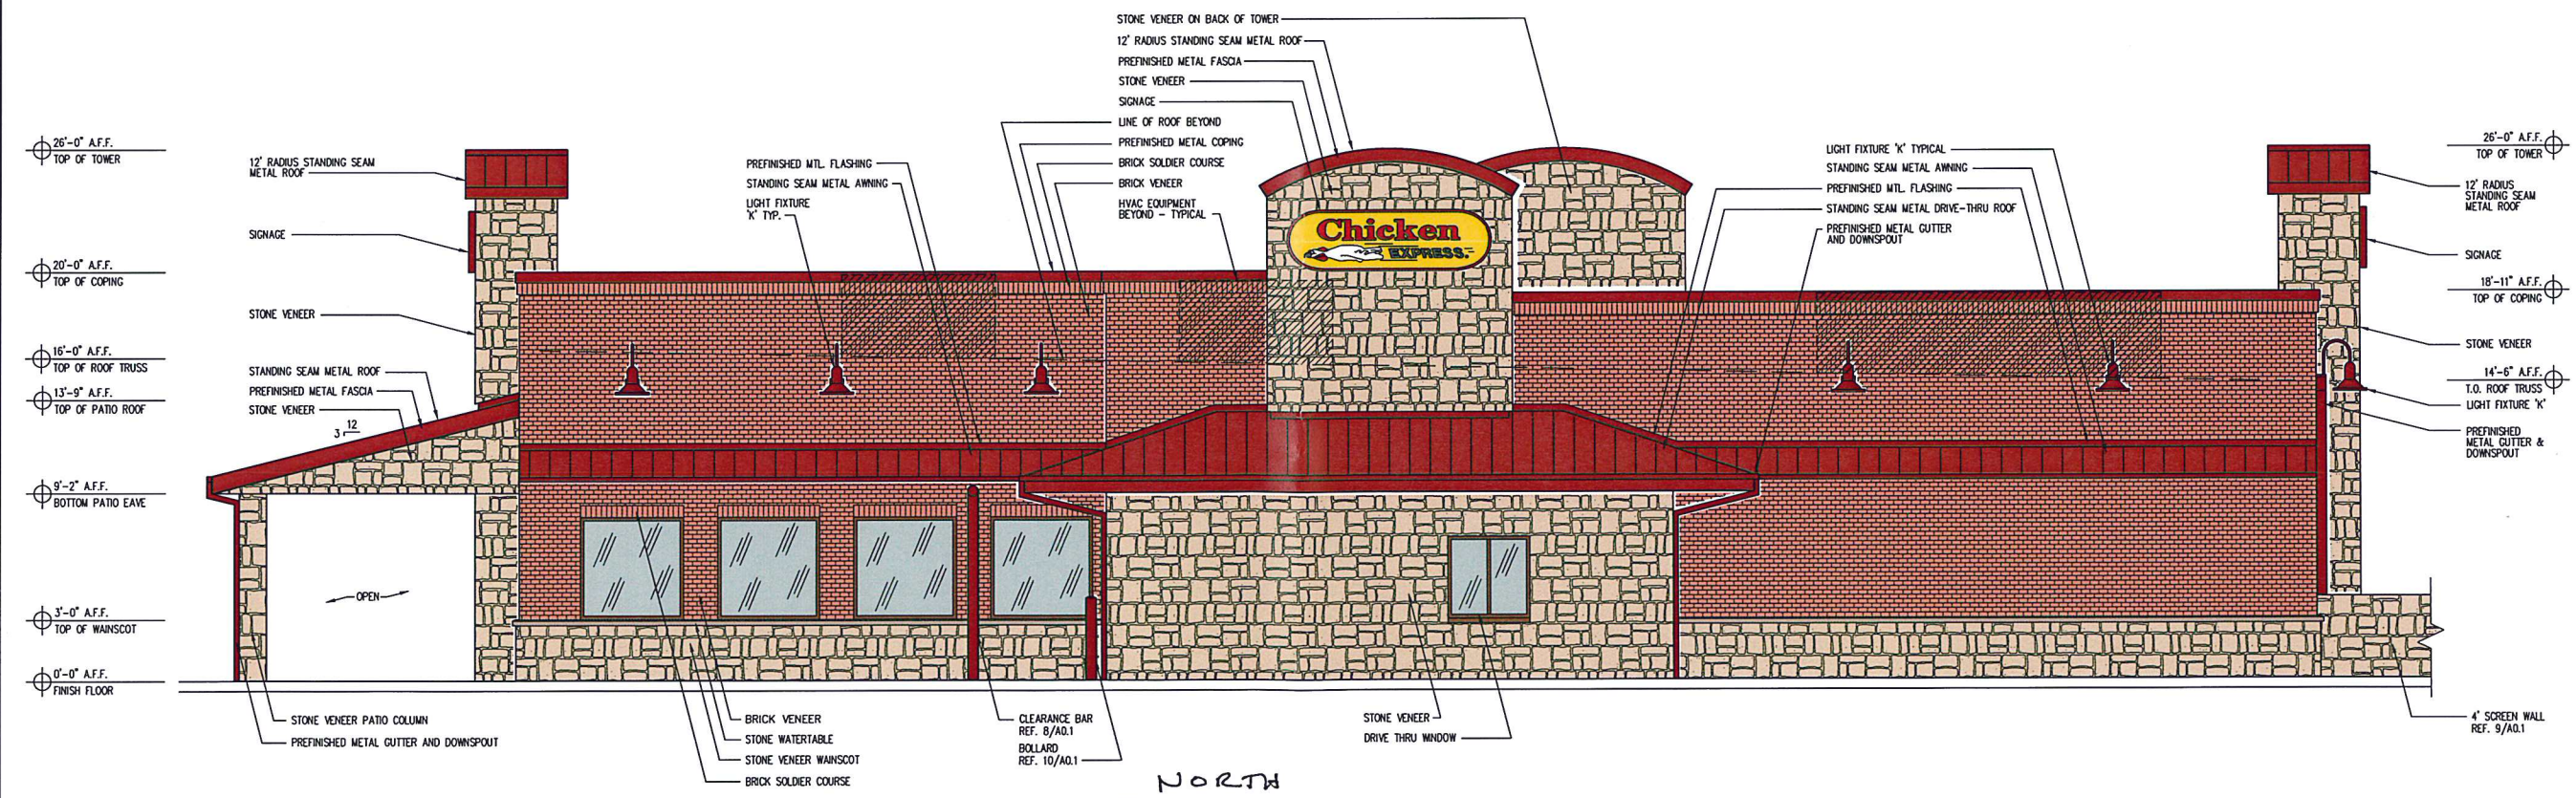 STONE VENEER ON BACK OF TOWER
12' RADIUS STANDING SEAM METAL ROOF
PREFINISHED METAL FASCIA
STONE VENEER
SIGNAGE
LINE OF ROOF BEYOND
PREFINISHED METAL COPING
BRICK SOLDIER COURSE
BRICK VENEER
HVAC EQUIPMENT
BEYOND - TYPICAL
26'-0" A.F.F.
TOP OF TOWER
20'-0" A.F.F.
TOP OF COPING
16'-0" A.F.F.
TOP OF ROOF TRUSS
13'-9" A.F.F.
TOP OF PATIO ROOF
9'-2" A.F.F.
BOTTOM PATIO EAVE
3'-0" A.F.F.
TOP OF WAINSCOT
0'-0" A.F.F.
FINISH FLOOR
12' RADIUS STANDING SEAM
METAL ROOF
SIGNAGE
STONE VENEER
STANDING SEAM METAL ROOF
PREFINISHED METAL FASCIA
STONE VENEER
12
3
OPEN
PREFINISHED MTL. FLASHING
STANDING SEAM METAL AWNING
LIGHT FIXTURE
'K' TYP.
Chicken
EXPRESS.
LIGHT FIXTURE 'K' TYPICAL
STANDING SEAM METAL AWNING
PREFINISHED MTL. FLASHING
STANDING SEAM METAL DRIVE-THRU ROOF
PREFINISHED METAL GUTTER
AND DOWNSPOUT
26'-0" A.F.F.
TOP OF TOWER
12' RADIUS
STANDING SEAM
METAL ROOF
SIGNAGE
18'-11" A.F.F.
TOP OF COPING
STONE VENEER
14'-6" A.F.F.
T.O. ROOF TRUSS
LIGHT FIXTURE 'K'
PREFINISHED
METAL GUTTER &
DOWNSPOUT
STONE VENEER PATIO COLUMN
PREFINISHED METAL GUTTER AND DOWNSPOUT
BRICK VENEER
STONE WATERTABLE
STONE VENEER WAINSCOT
BRICK SOLDIER COURSE
CLEARANCE BAR
REF. 8/A0.1
BOLLARD
REF. 10/A0.1
STONE VENEER
DRIVE THRU WINDOW
4' SCREEN WALL
REF. 9/A0.1
NORTH